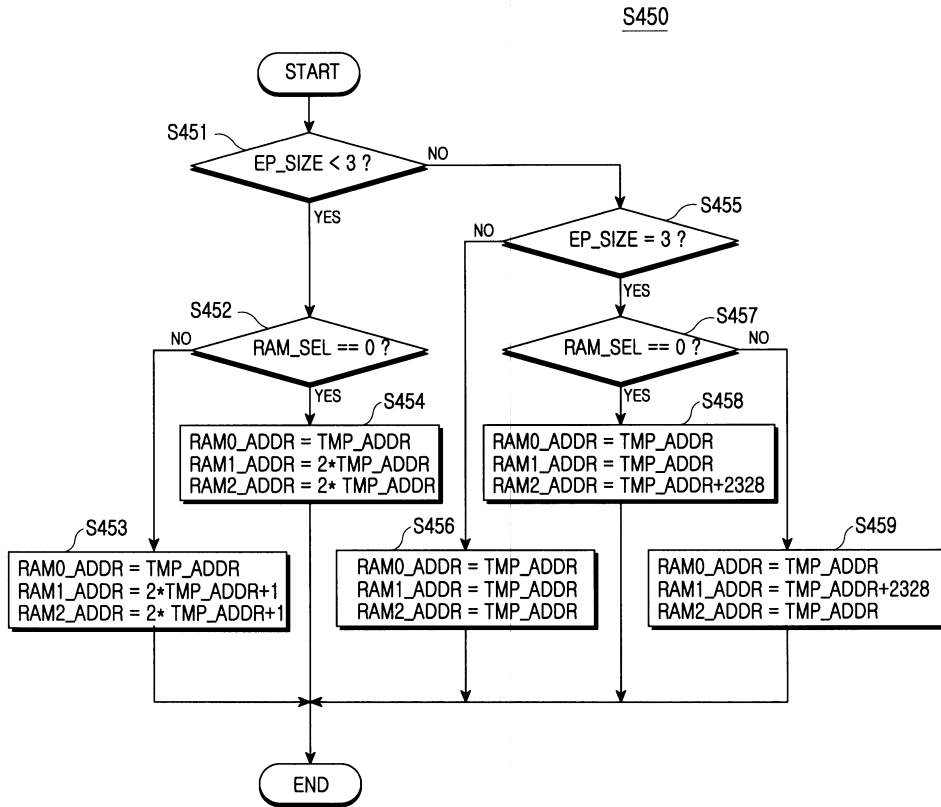 S450
START
S451
EP_SIZE < 3 ?
NO
YES
S455
EP_SIZE = 3 ?
NO
YES
S452
RAM_SEL == 0 ?
NO
YES
S457
RAM_SEL == 0 ?
NO
YES
S454
RAM0_ADDR = TMP_ADDR
RAM1_ADDR = 2*TMP_ADDR
RAM2_ADDR = 2* TMP_ADDR
S458
RAM0_ADDR = TMP_ADDR
RAM1_ADDR = TMP_ADDR
RAM2_ADDR = TMP_ADDR+2328
S453
RAM0_ADDR = TMP_ADDR
RAM1_ADDR = 2*TMP_ADDR+1
RAM2_ADDR = 2* TMP_ADDR+1
S456
RAM0_ADDR = TMP_ADDR
RAM1_ADDR = TMP_ADDR
RAM2_ADDR = TMP_ADDR
S459
RAM0_ADDR = TMP_ADDR
RAM1_ADDR = TMP_ADDR+2328
RAM2_ADDR = TMP_ADDR
END